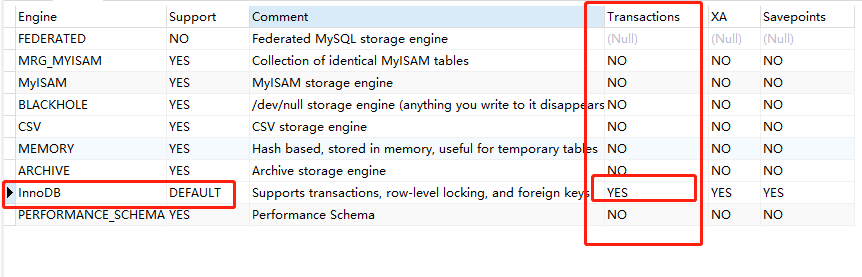 Engine Support Comment Transactions XA Savepoints
FEDERATED NO Federated MySQL storage engine (Null) (Null) (Null)
MRG_MYISAM YES Collection of identical MyISAM tables NO NO NO
MyISAM YES MyISAM storage engine NO NO NO
BLACKHOLE YES /dev/null storage engine (anything you write to it disappears NO NO NO
CSV YES CSV storage engine NO NO NO
MEMORY YES Hash based, stored in memory, useful for temporary tables NO NO NO
ARCHIVE YES Archive storage engine NO NO NO
InnoDB DEFAULT Supports transactions, row-level locking, and foreign keys YES YES YES
PERFORMANCE_SCHEMA YES Performance Schema NO NO NO